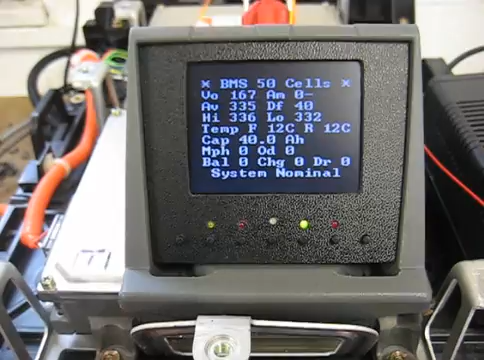 * BMS 50 Cells *
Vo 167 Am 0-
Av 335 Df 40
Hi 336 Lo 332
Temp F 12C R 12C
Cap 40.0 Ah
Mph 0 Od 0
Bal 0 Chg 0 Dr 0
System Nominal